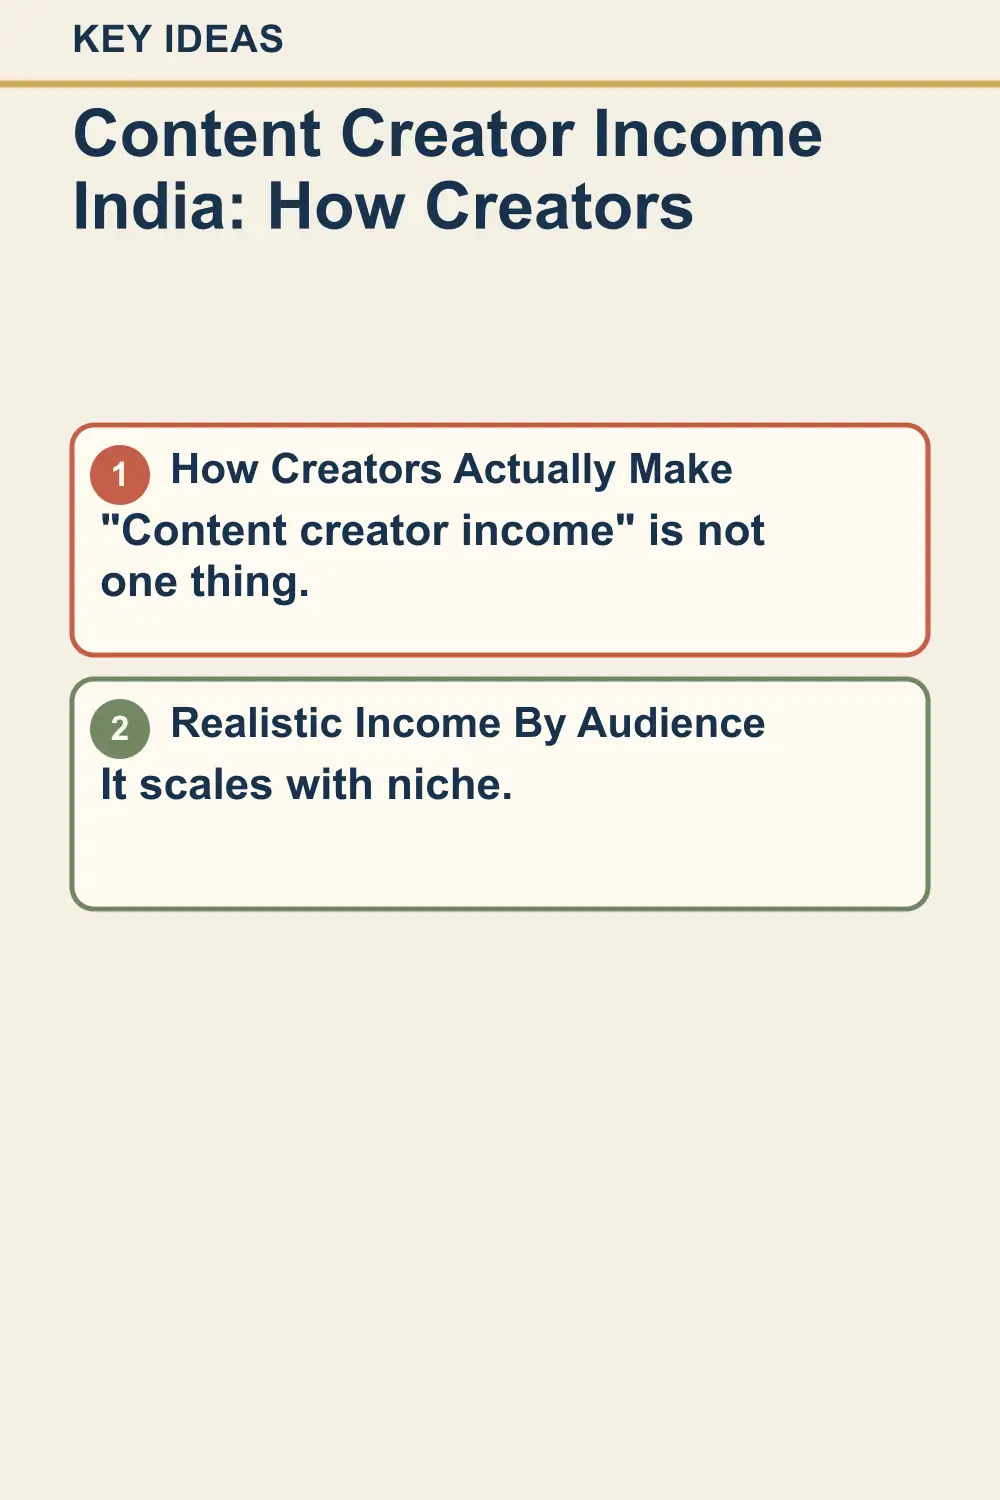 KEY IDEAS
Content Creator Income
India: How Creators
1
How Creators Actually Make
"Content creator income" is not
one thing.
2
Realistic Income By Audience
It scales with niche.